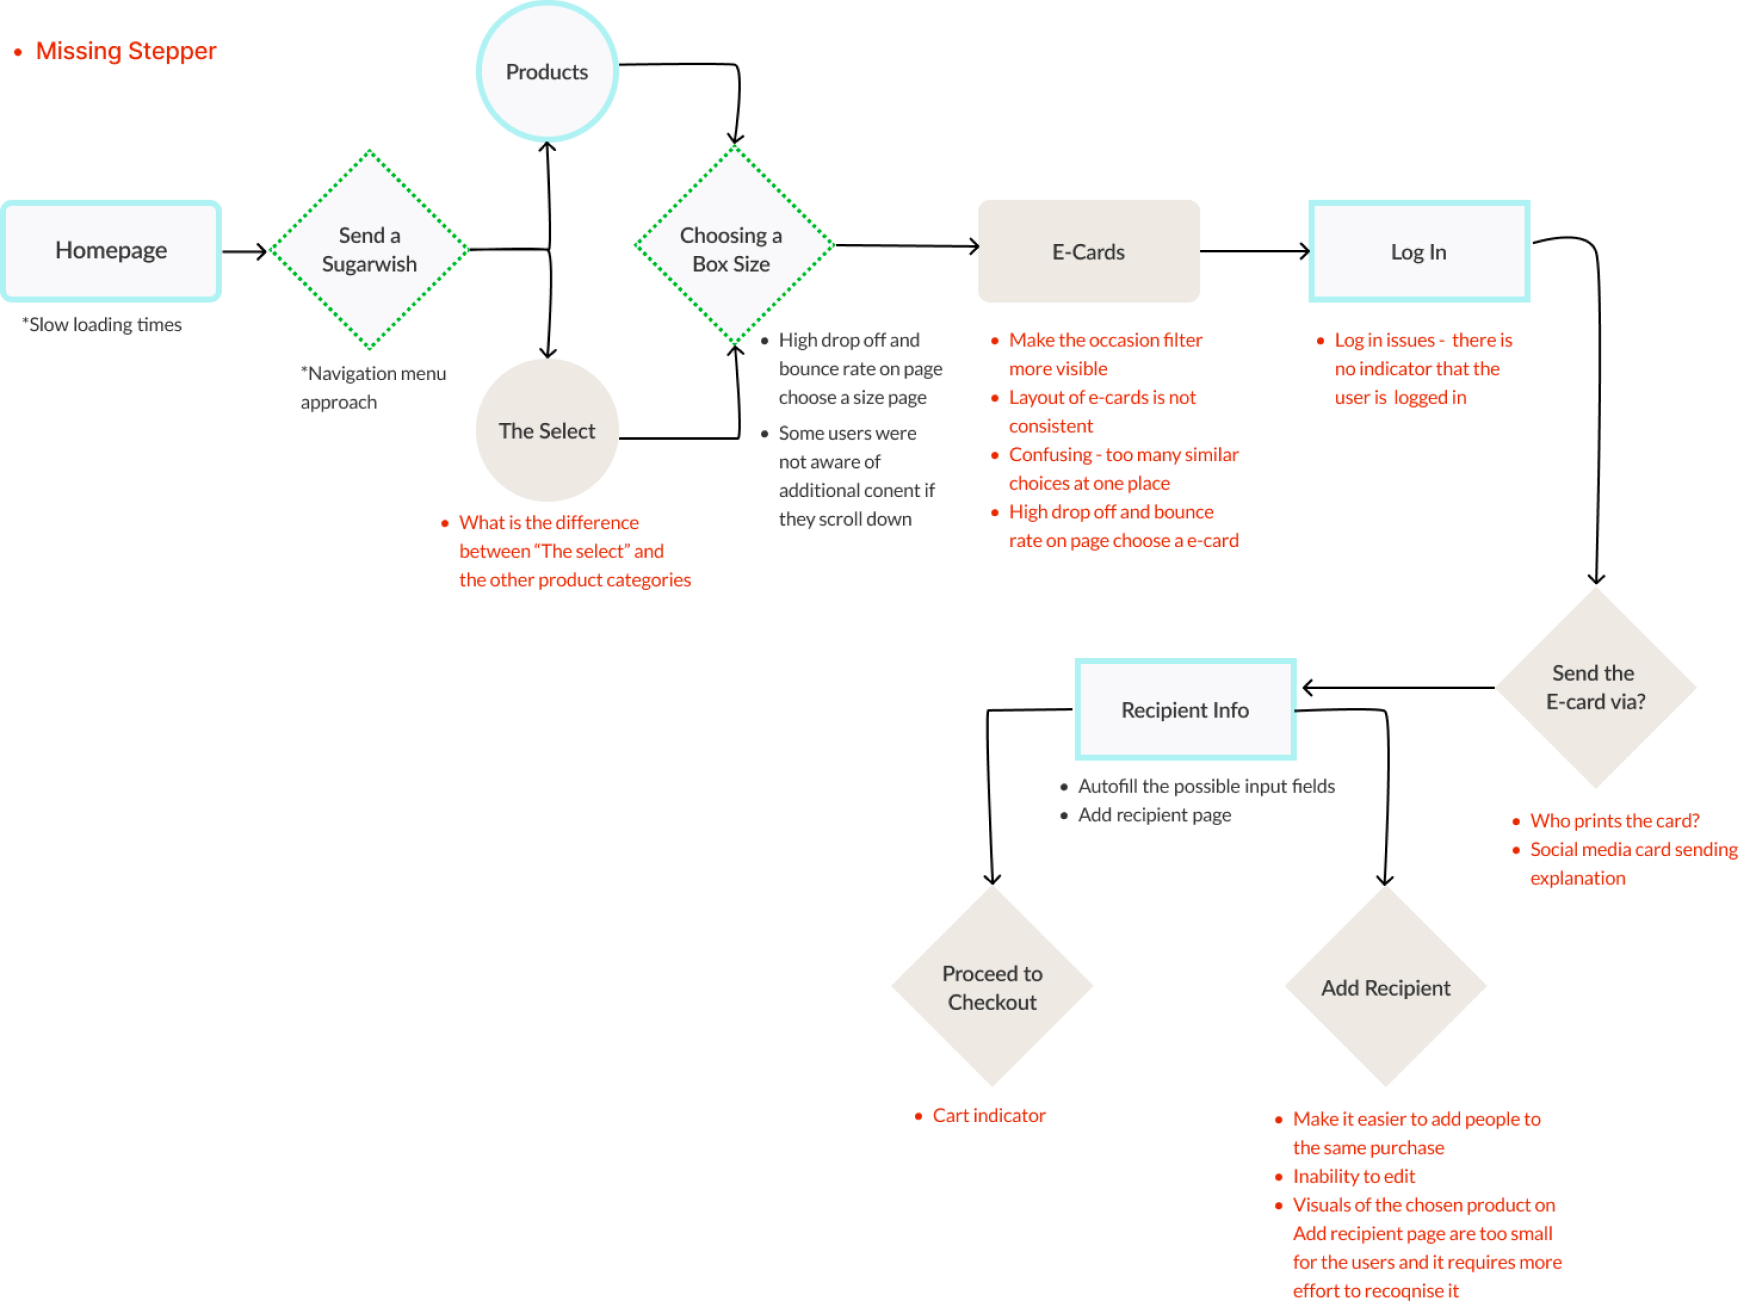 Missing Stepper
Products
Homepage
*Slow loading times
Send a
Sugarwish
*Navigation menu
approach
The Select
What is the difference
between “The select” and
the other product categories
Choosing a
Box Size
High drop off and
bounce rate on page
choose a size page
Some users were
not aware of
additional conent if
they scroll down
E-Cards
Make the occasion filter
more visible
Layout of e-cards is not
consistent
Confusing - too many similar
choices at one place
High drop off and bounce
rate on page choose a e-card
Log In
Log in issues - there is
no indicator that the
user is logged in
Send the
E-card via?
Who prints the card?
Social media card sending
explanation
Recipient Info
Autofill the possible input fields
Add recipient page
Proceed to
Checkout
Cart indicator
Add Recipient
Make it easier to add people to
the same purchase
Inability to edit
Visuals of the chosen product on
Add recipient page are too small
for the users and it requires more
effort to recognise it